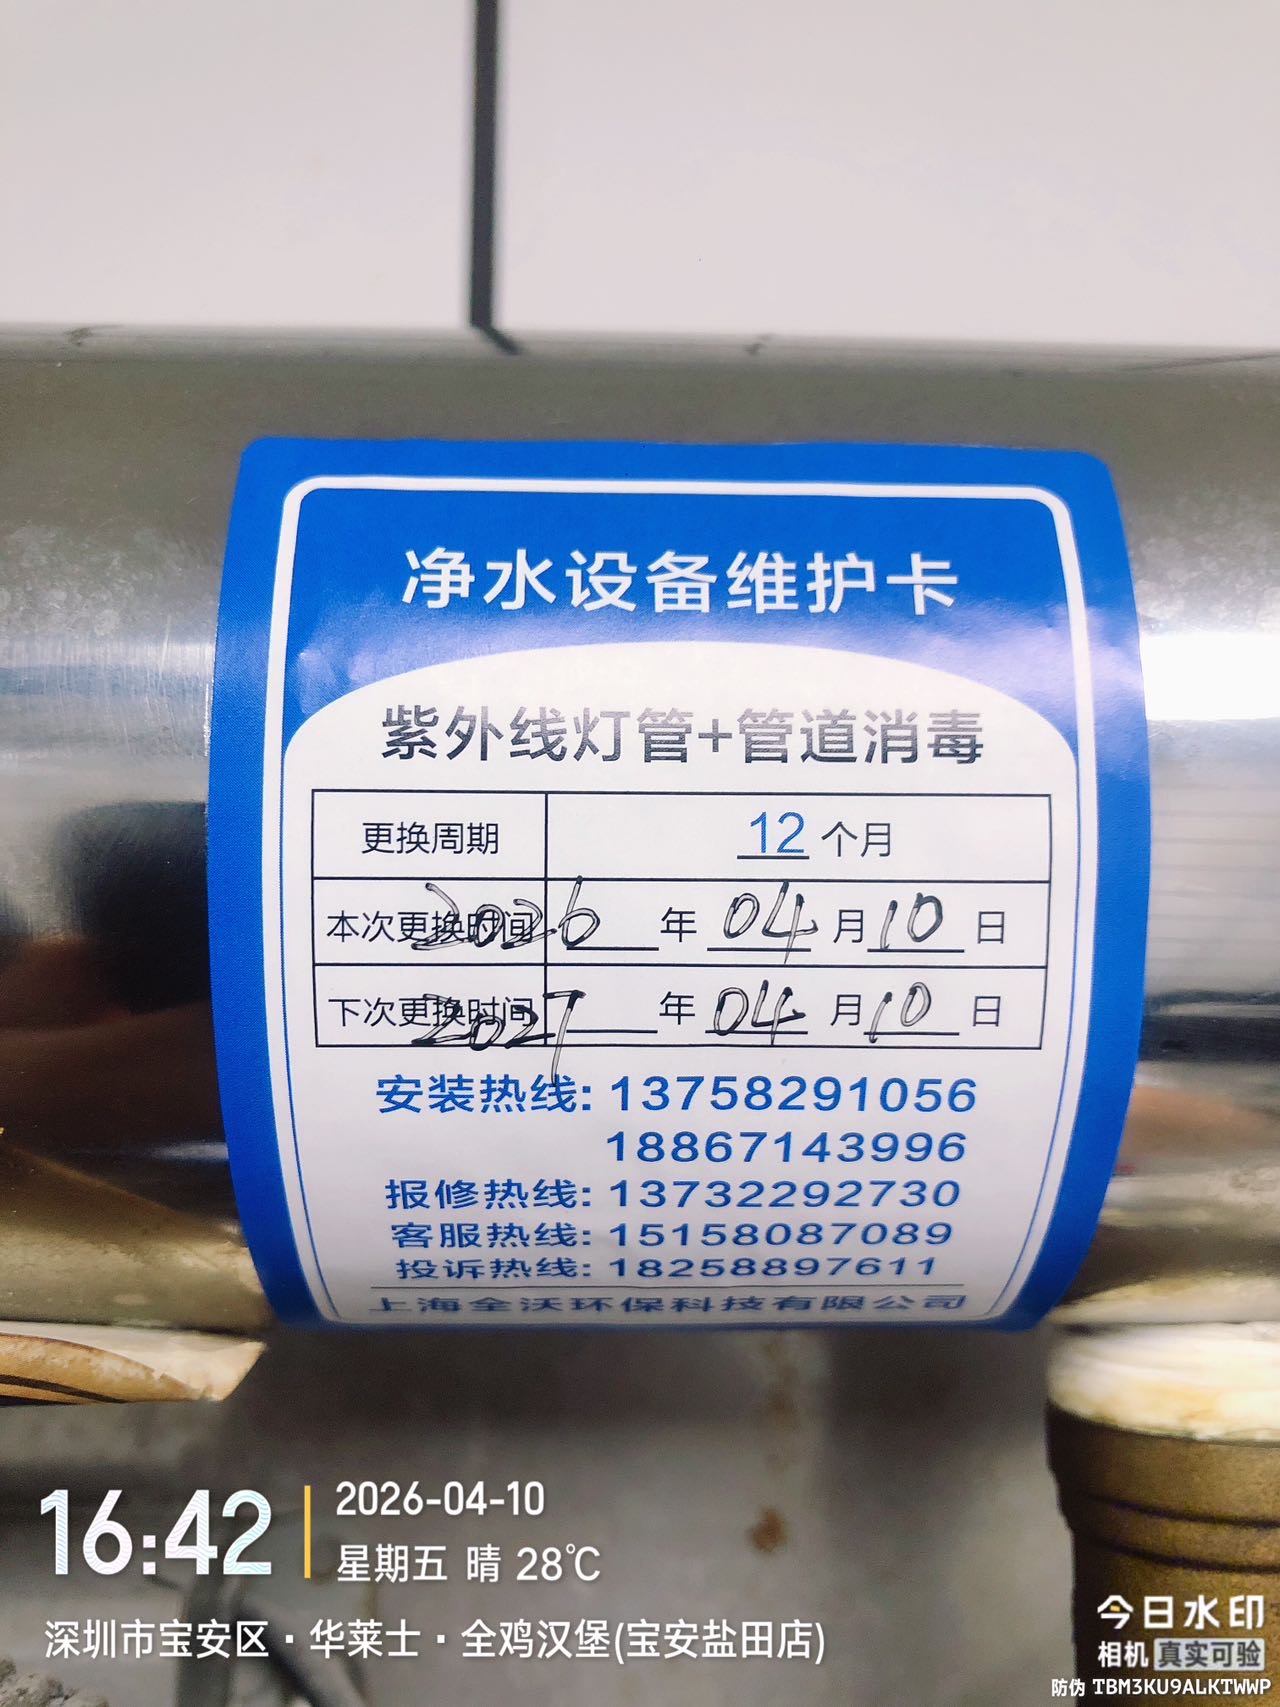 净水设备维护卡
紫外线灯管+管道消毒
更换周期 12 个月
本次更换时间 2026 年 04 月 10 日
下次更换时间 2027 年 04 月 10 日
安装热线: 13758291056
18867143996
报修热线: 13732292730
客服热线: 15158087089
投诉热线: 18258897611
上海全沃环保科技有限公司
16:42
2026-04-10
星期五 晴 28℃
深圳市宝安区·华莱士·全鸡汉堡(宝安盐田店)
今日水印
相机 真实可验
防伪 TBM3KU9ALKTWWP